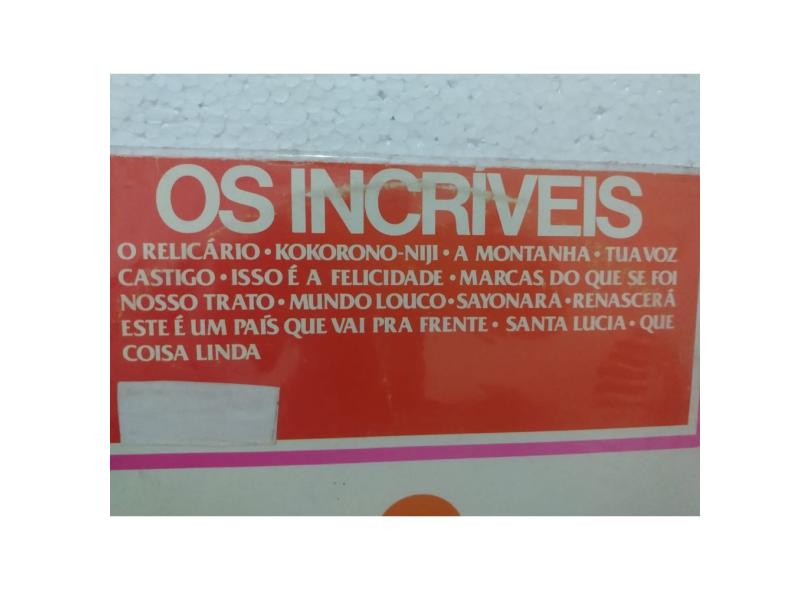 OS INCRÍVEIS
O RELICÁRIO • KOKORONO-NIJI • A MONTANHA • TUA VOZ
CASTIGO • ISSO É A FELICIDADE • MARCAS DO QUE SE FOI
NOSSO TRATO • MUNDO LOUCO • SAYONARA • RENASCERÁ
ESTE É UM PAÍS QUE VAI PRA FRENTE • SANTA LUCIA • QUE
COISA LINDA